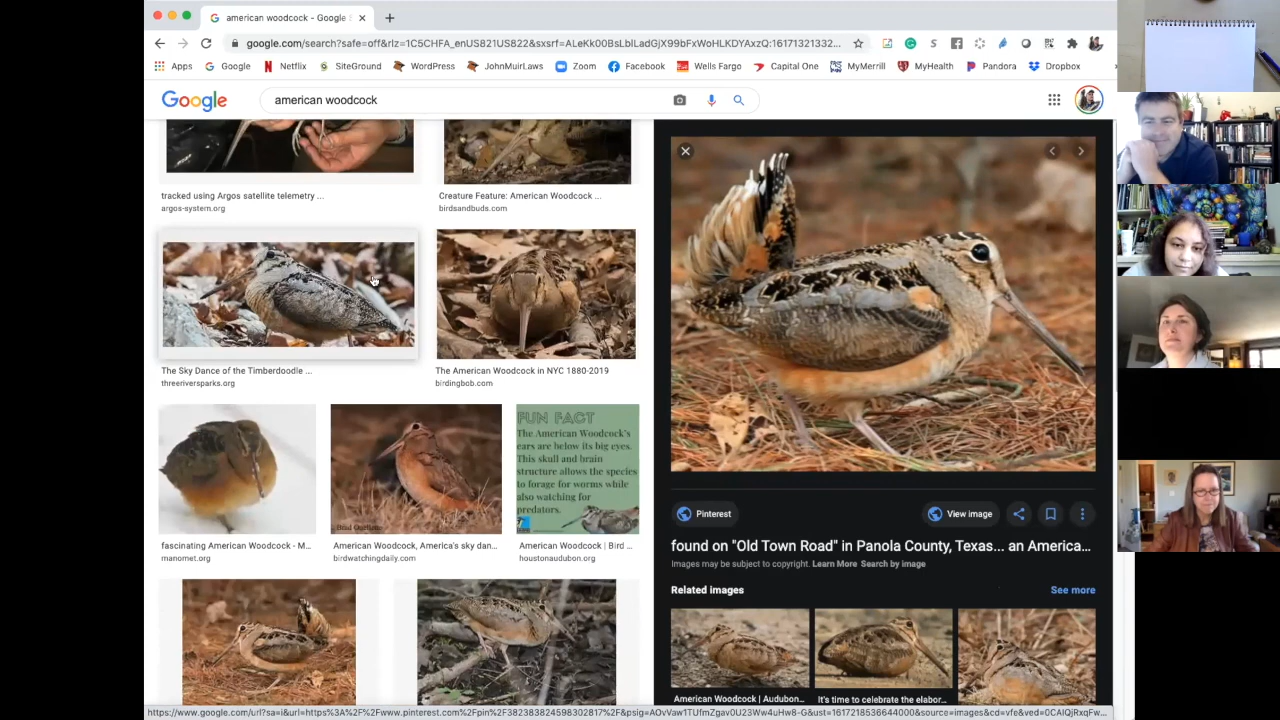 american woodcock - Google S
google.com/search?safe=off&rlz=1C5CHFA_enUS821US822&sxsrf=ALeKk00BsLblLadGjX99bFxWoHLKDYAxzQ:16171321332...
Apps Google Netflix SiteGround WordPress JohnMuirLaws Zoom Facebook Wells Fargo Capital One MyMerrill MyHealth Pandora Dropbox
Google american woodcock
tracked using Argos satellite telemetry ...
argos-system.org
Creature Feature: American Woodcock ...
birdsandbuds.com
The Sky Dance of the Timberdoodle ...
threeriversparks.org
The American Woodcock in NYC 1880-2019
birdingbob.com
FUN FACT
The American Woodcock's
ears are below its big eyes.
This skull and brain
structure allows the species
to forage for worms while
also watching for
predators.
fascinating American Woodcock - M...
manomet.org
American Woodcock, America's sky dan...
birdwatchingdaily.com
American Woodcock | Bird ...
houstonaudubon.org
Pinterest
View image
found on "Old Town Road" in Panola County, Texas... an America...
Images may be subject to copyright. Learn More Search by image
Related images
See more
American Woodcock | Audubon...
It's time to celebrate the elabor...